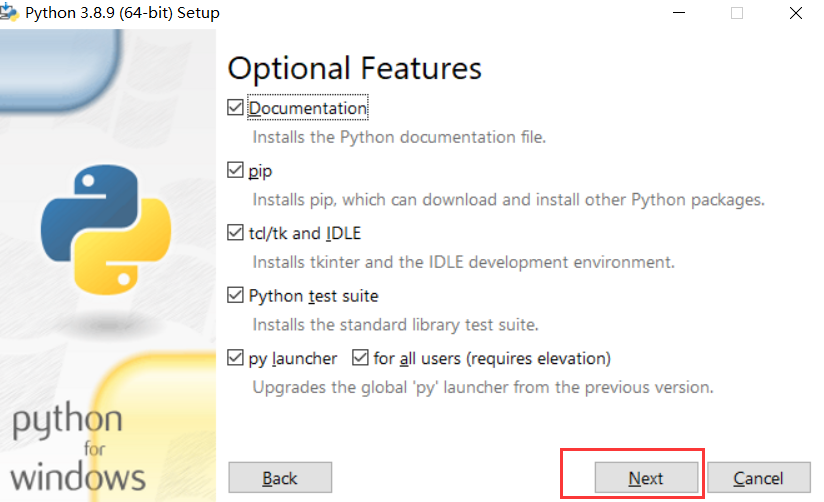 Python 3.8.9 (64-bit) Setup
Optional Features
Documentation
Installs the Python documentation file.
pip
Installs pip, which can download and install other Python packages.
tcl/tk and IDLE
Installs tkinter and the IDLE development environment.
Python test suite
Installs the standard library test suite.
py launcher for all users (requires elevation)
Upgrades the global 'py' launcher from the previous version.
python
for
windows
Back Next Cancel